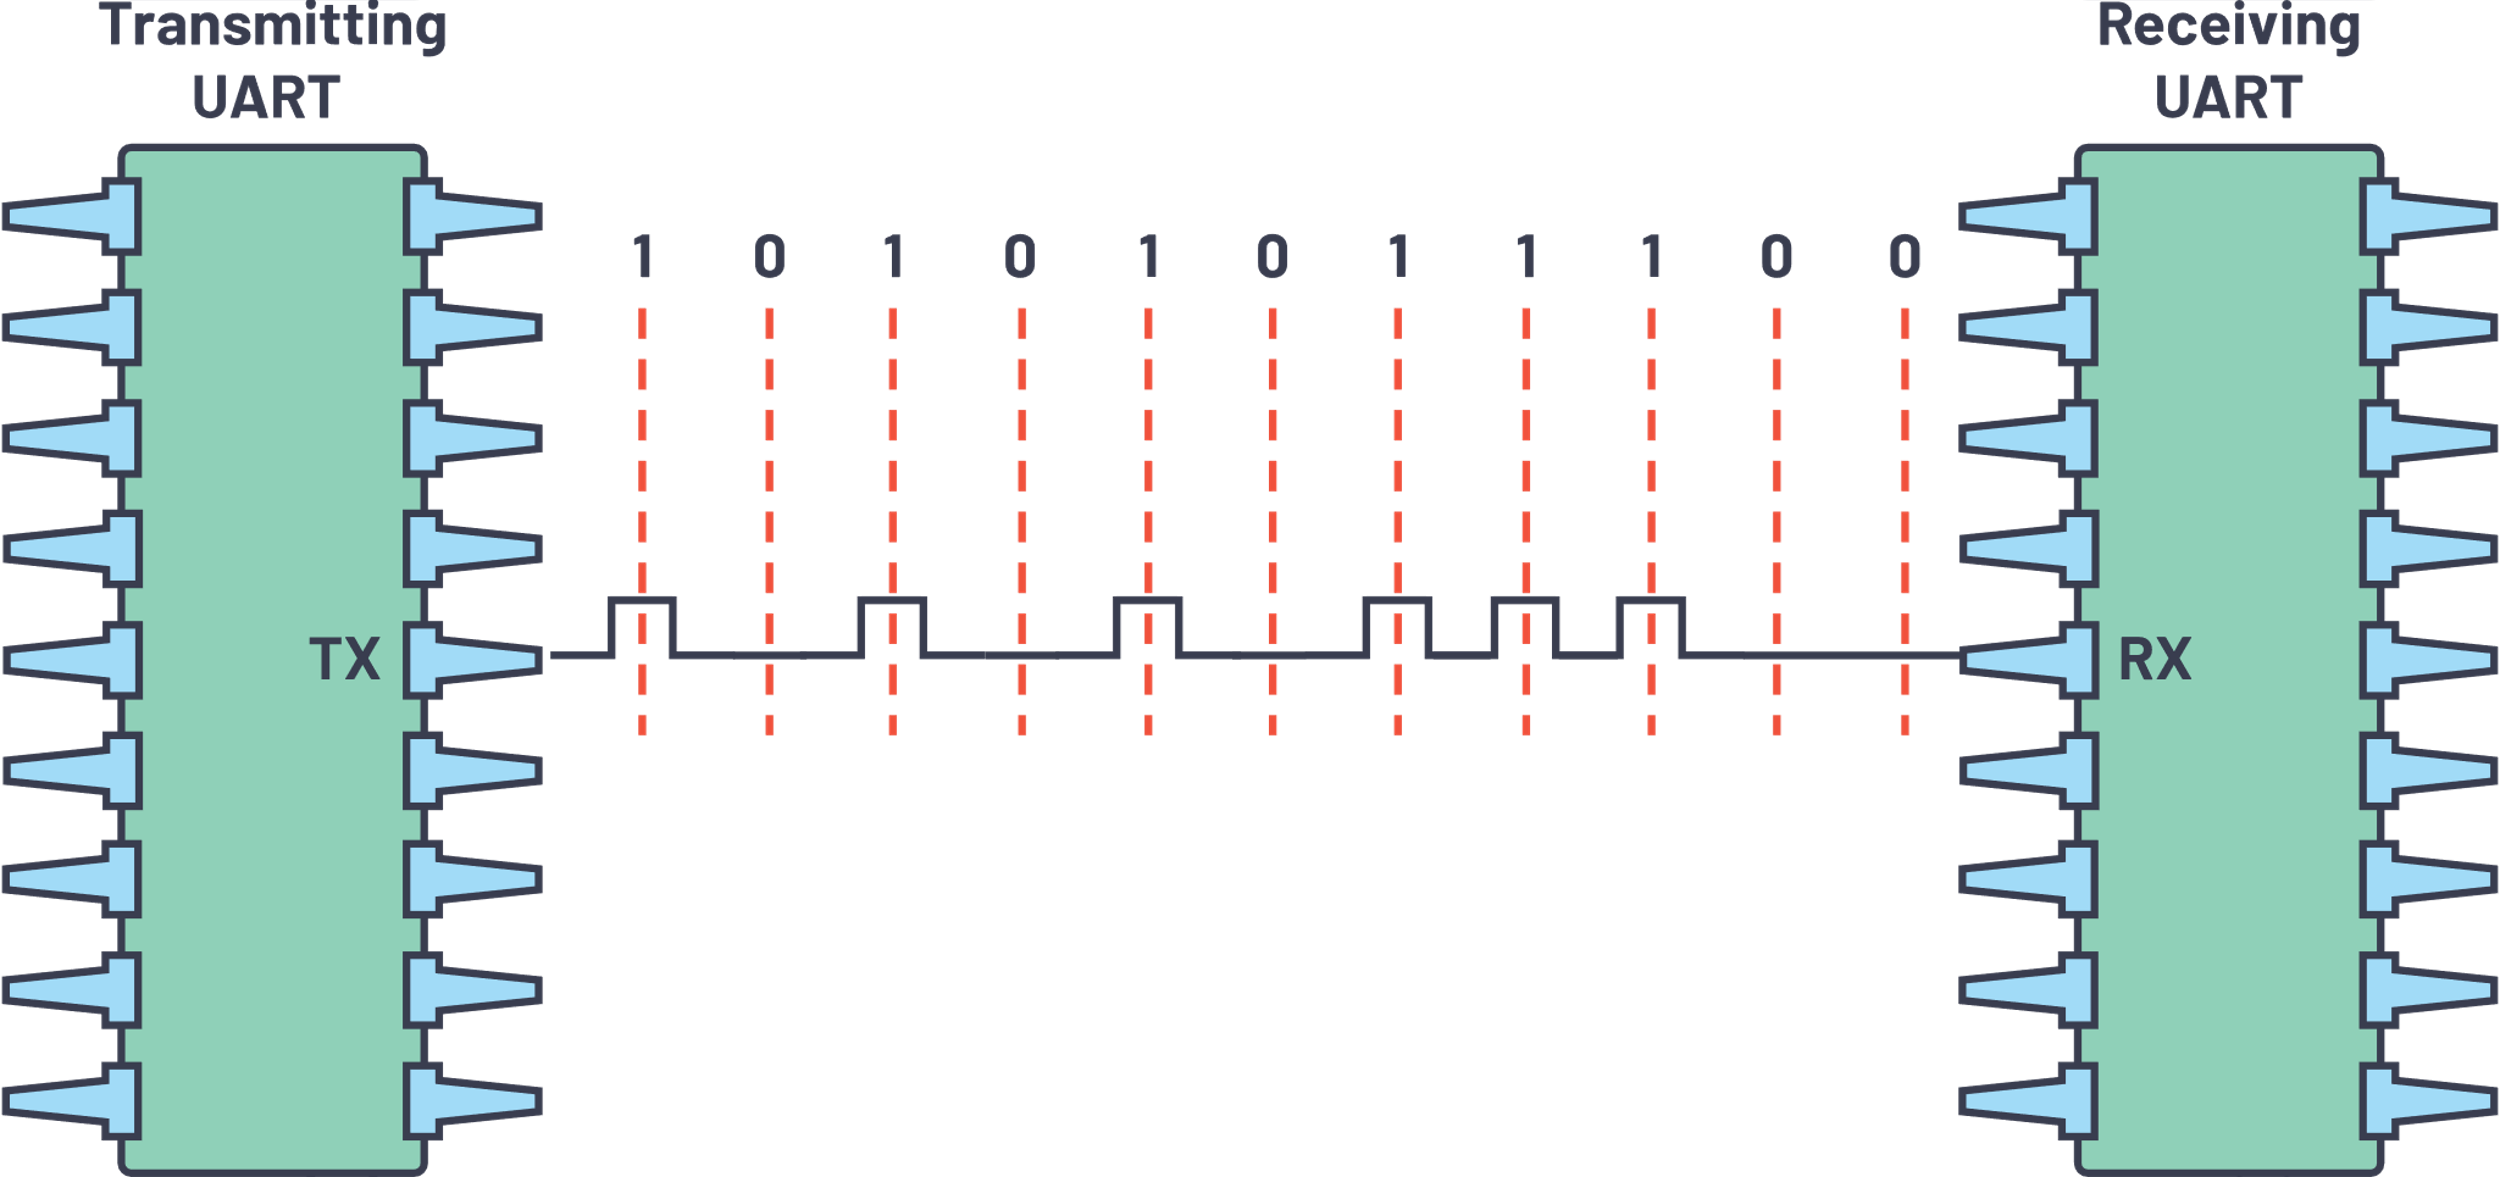 Transmitting
UART
Receiving
UART
1 0 1 0 1 0 1 1 1 0 0
TX
RX